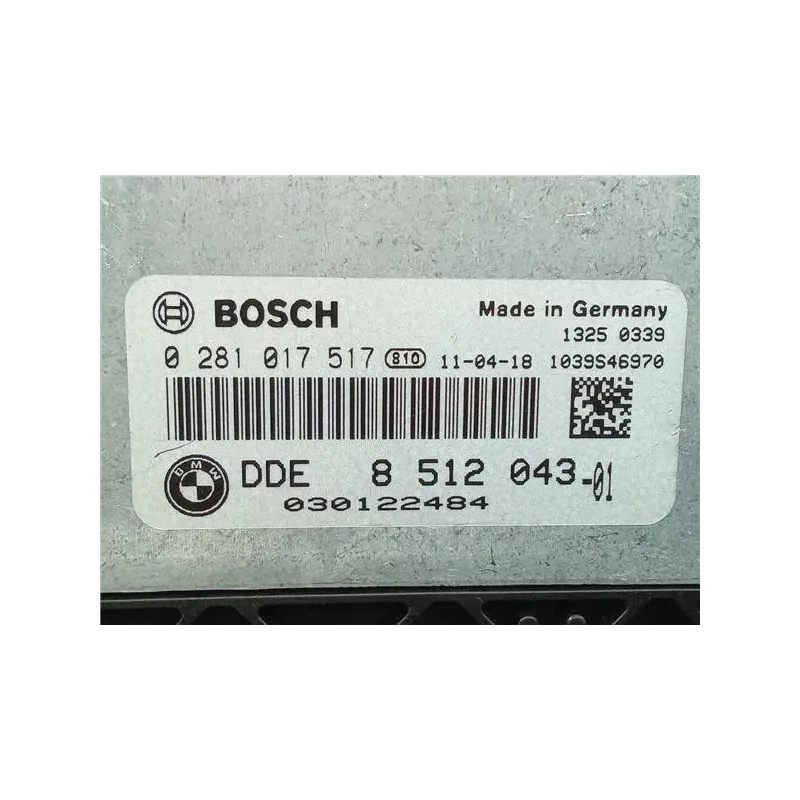 BOSCH Made in Germany
1325 0339
0 281 017 517 810 11-04-18 1039S46970
BMW DDE 8 512 043-01
030122484